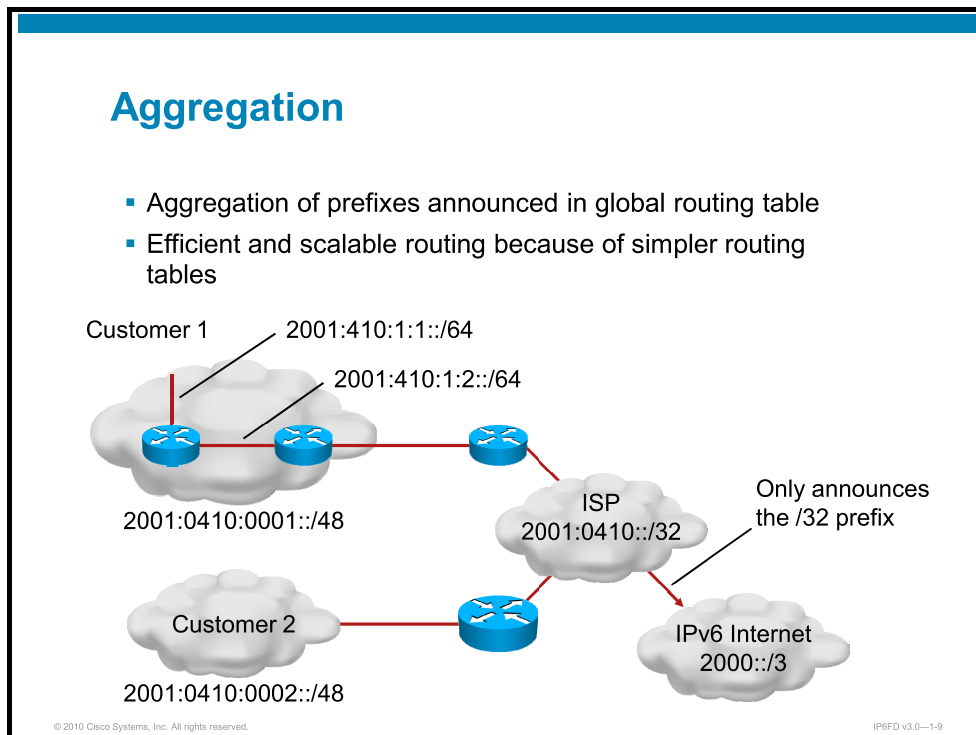 Aggregation
▪ Aggregation of prefixes announced in global routing table
▪ Efficient and scalable routing because of simpler routing
tables
Customer 1
2001:410:1:1::/64
2001:410:1:2::/64
2001:0410:0001::/48
ISP
2001:0410::/32
Only announces
the /32 prefix
Customer 2
2001:0410:0002::/48
IPv6 Internet
2000::/3
© 2010 Cisco Systems, Inc. All rights reserved.
IP6FD v3.0—1-9